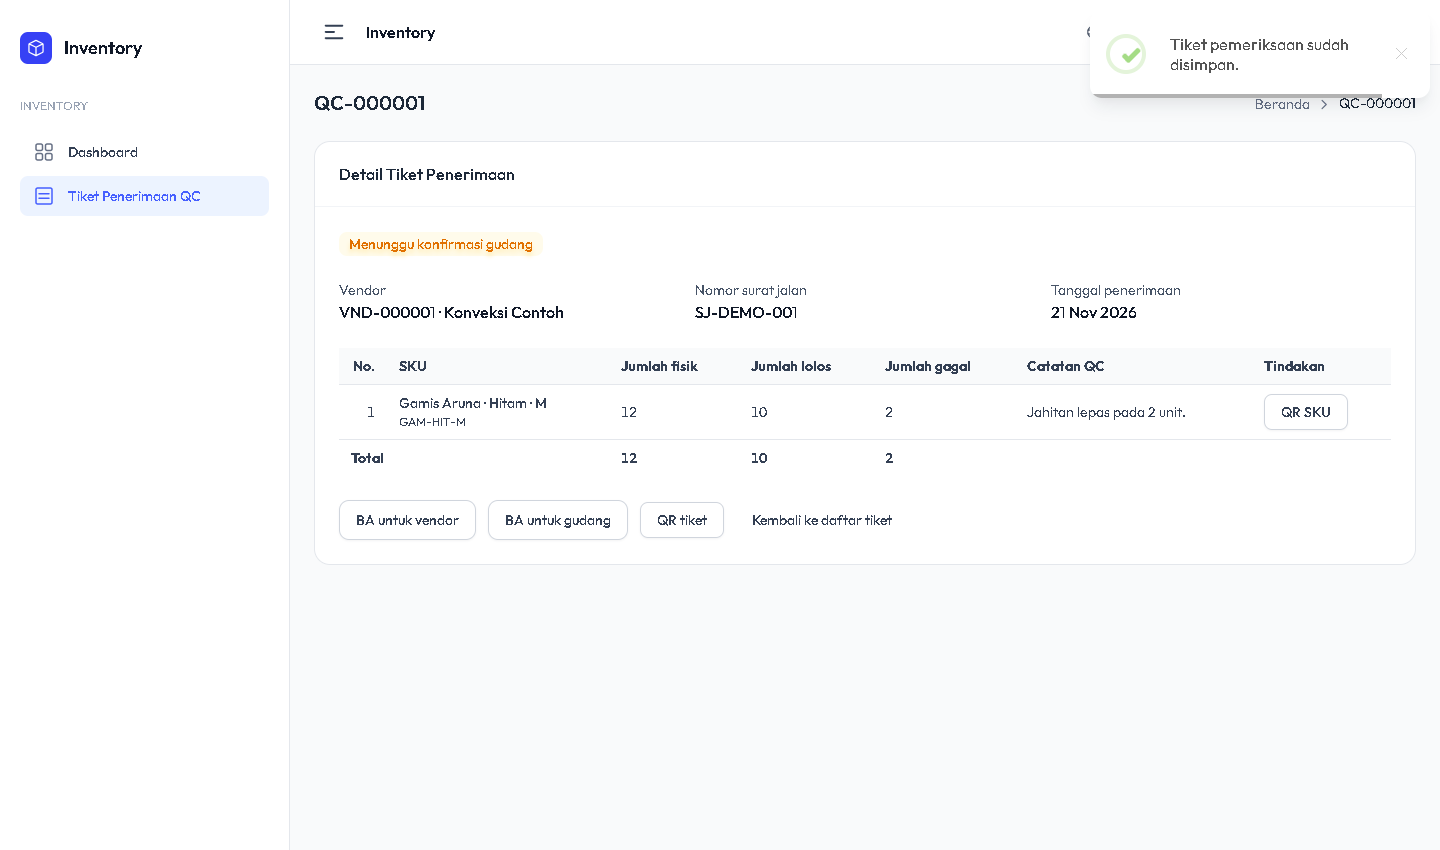 Inventory
INVENTORY
Dashboard
Tiket Penerimaan QC
Inventory
Tiket pemeriksaan sudah
disimpan.
QC-000001
Beranda
QC-000001
Detail Tiket Penerimaan
Menunggu konfirmasi gudang
Vendor
Nomor surat jalan
Tanggal penerimaan
VND-000001 · Konveksi Contoh
SJ-DEMO-001
21 Nov 2026
No. SKU Jumlah fisik Jumlah lolos Jumlah gagal Catatan QC Tindakan
1 Gamis Aruna · Hitam · M 12 10 2 Jahitan lepas pada 2 unit. QR SKU
GAM-HIT-M
Total 12 10 2
BA untuk vendor BA untuk gudang QR tiket Kembali ke daftar tiket